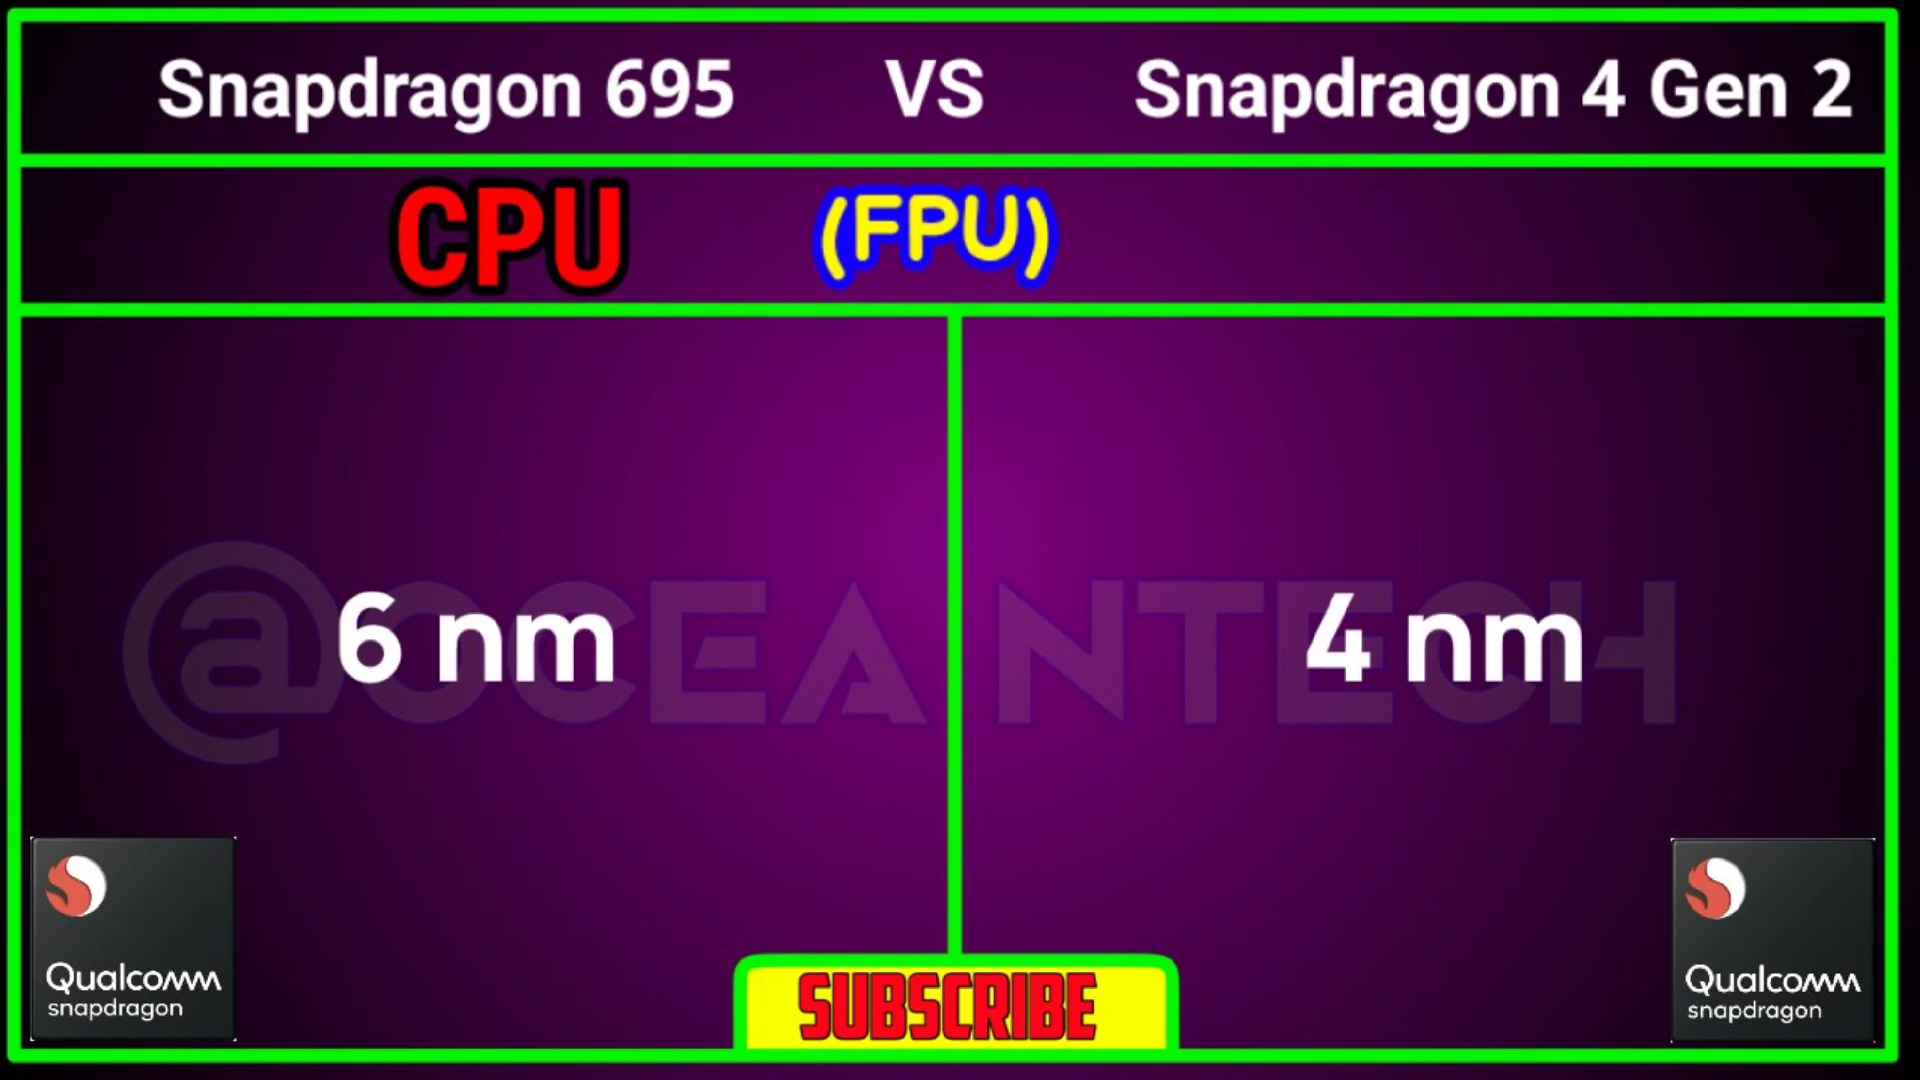 Snapdragon 695 VS Snapdragon 4 Gen 2
CPU (FPU)
@OCEANTECH
6 nm 4 nm
Qualcomm
snapdragon
Qualcomm
snapdragon
SUBSCRIBE